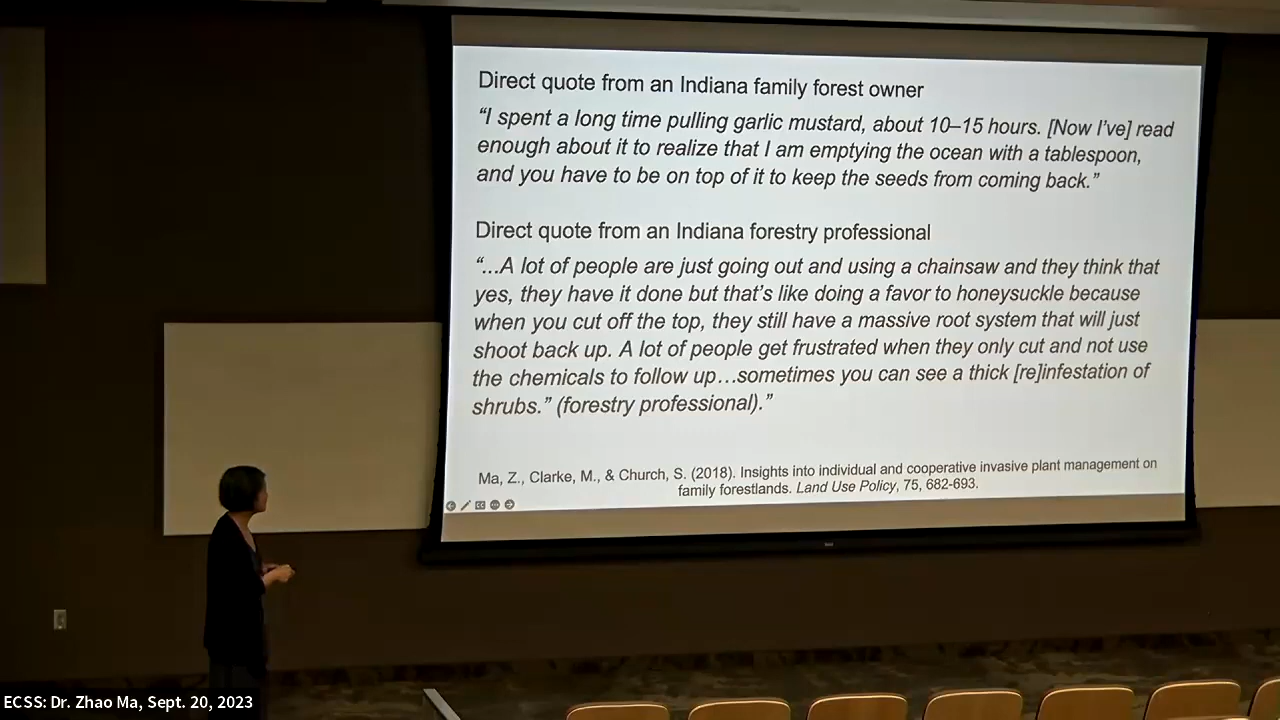 Direct quote from an Indiana family forest owner
“I spent a long time pulling garlic mustard, about 10–15 hours. [Now I’ve] read
enough about it to realize that I am emptying the ocean with a tablespoon,
and you have to be on top of it to keep the seeds from coming back.”
Direct quote from an Indiana forestry professional
“…A lot of people are just going out and using a chainsaw and they think that
yes, they have it done but that’s like doing a favor to honeysuckle because
when you cut off the top, they still have a massive root system that will just
shoot back up. A lot of people get frustrated when they only cut and not use
the chemicals to follow up…sometimes you can see a thick [re]infestation of
shrubs.” (forestry professional).”
Ma, Z., Clarke, M., & Church, S. (2018). Insights into individual and cooperative invasive plant management on
family forestlands. Land Use Policy, 75, 682-693.
ECSS: Dr. Zhao Ma, Sept. 20, 2023